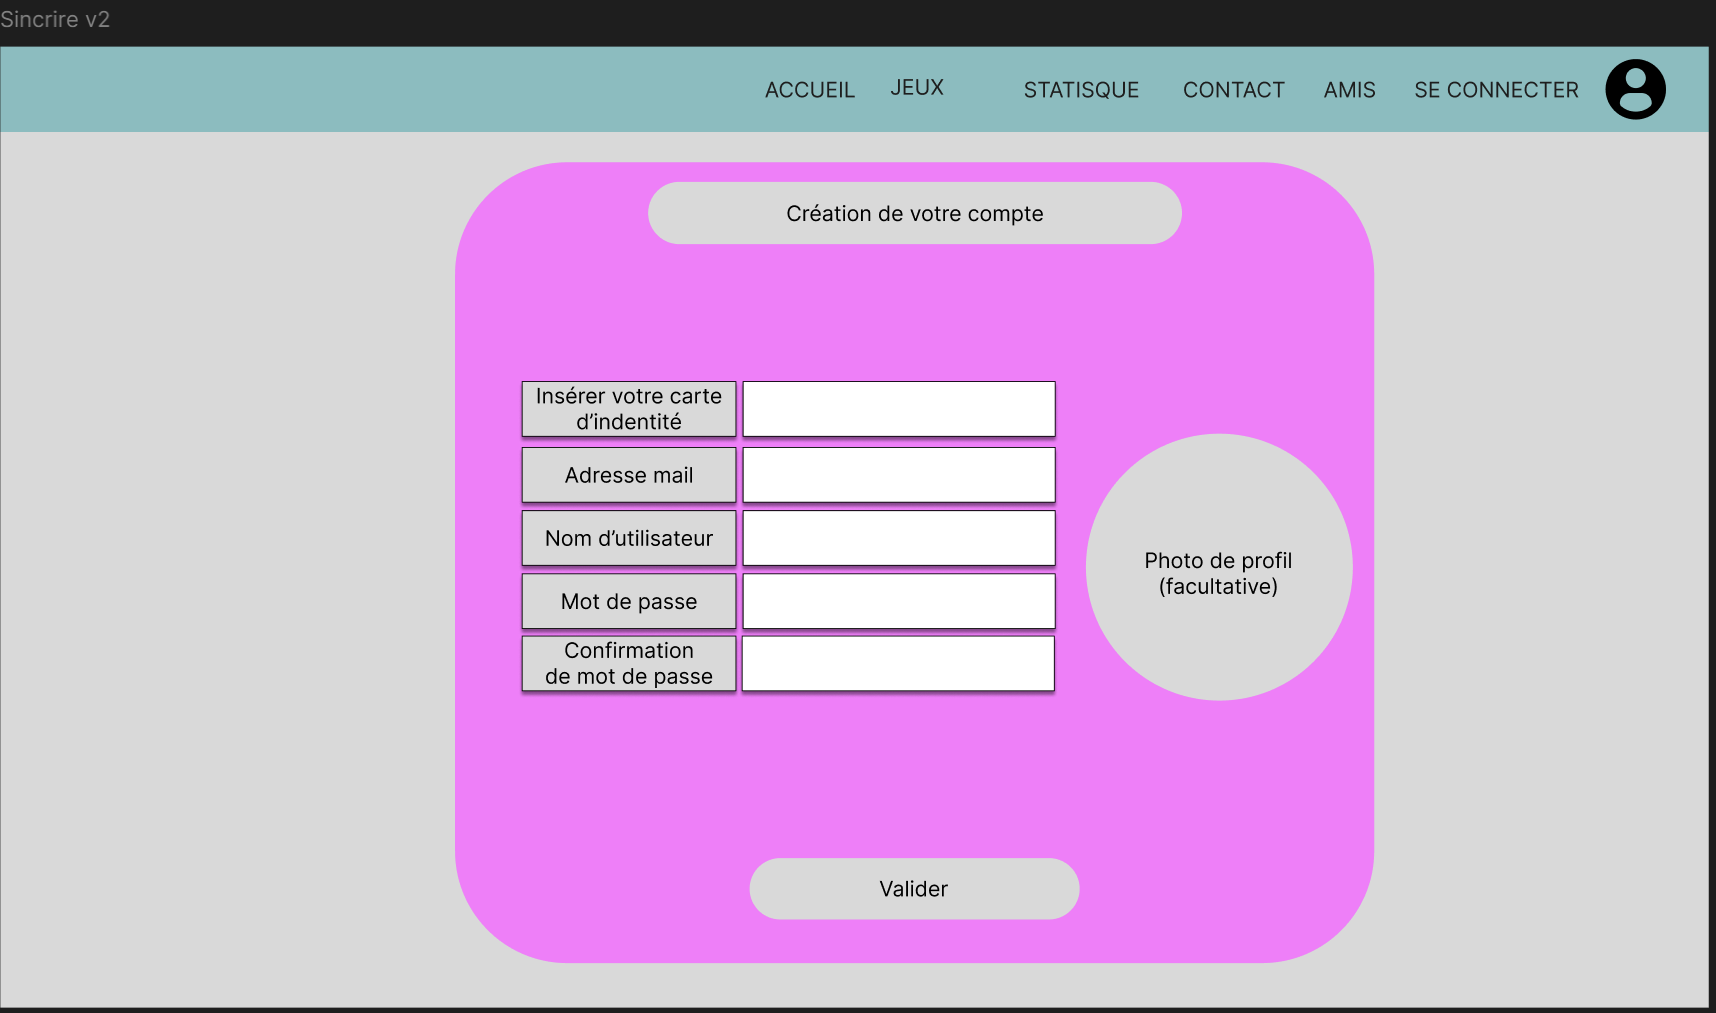 Sincrire v2
ACCUEIL JEUX STATISQUE CONTACT AMIS SE CONNECTER
Création de votre compte
Insérer votre carte
d’indentité
Adresse mail
Nom d’utilisateur
Mot de passe
Confirmation
de mot de passe
Photo de profil
(facultative)
Valider